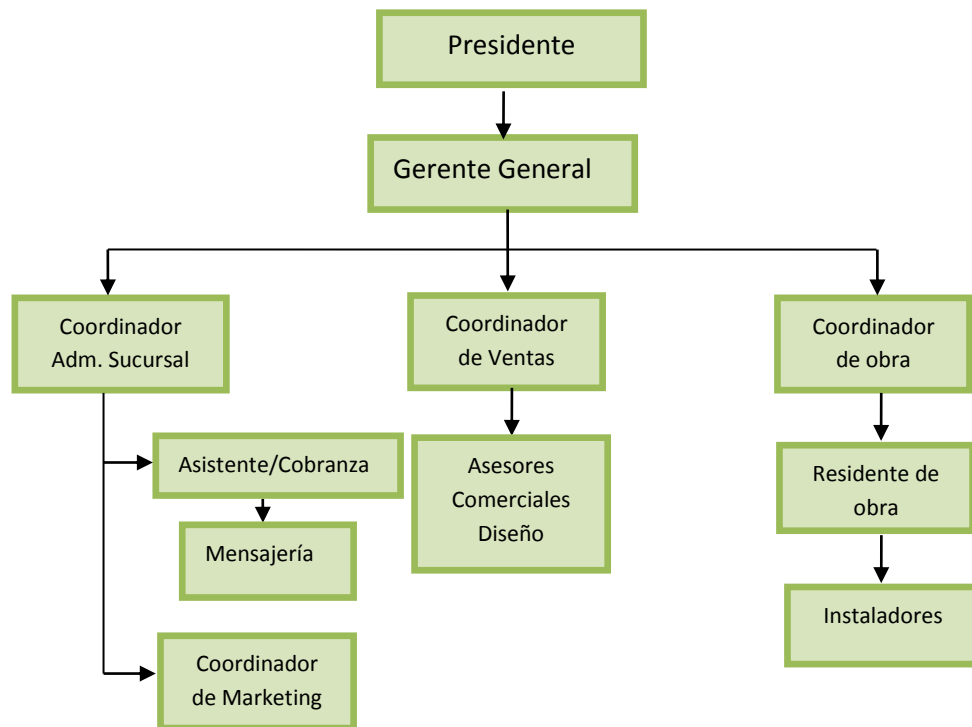 Presidente
Gerente General
Coordinador
Adm. Sucursal
Coordinador
de Ventas
Coordinador
de obra
Asistente/Cobranza
Mensajería
Coordinador
de Marketing
Asesores
Comerciales
Diseño
Residente de
obra
Instaladores